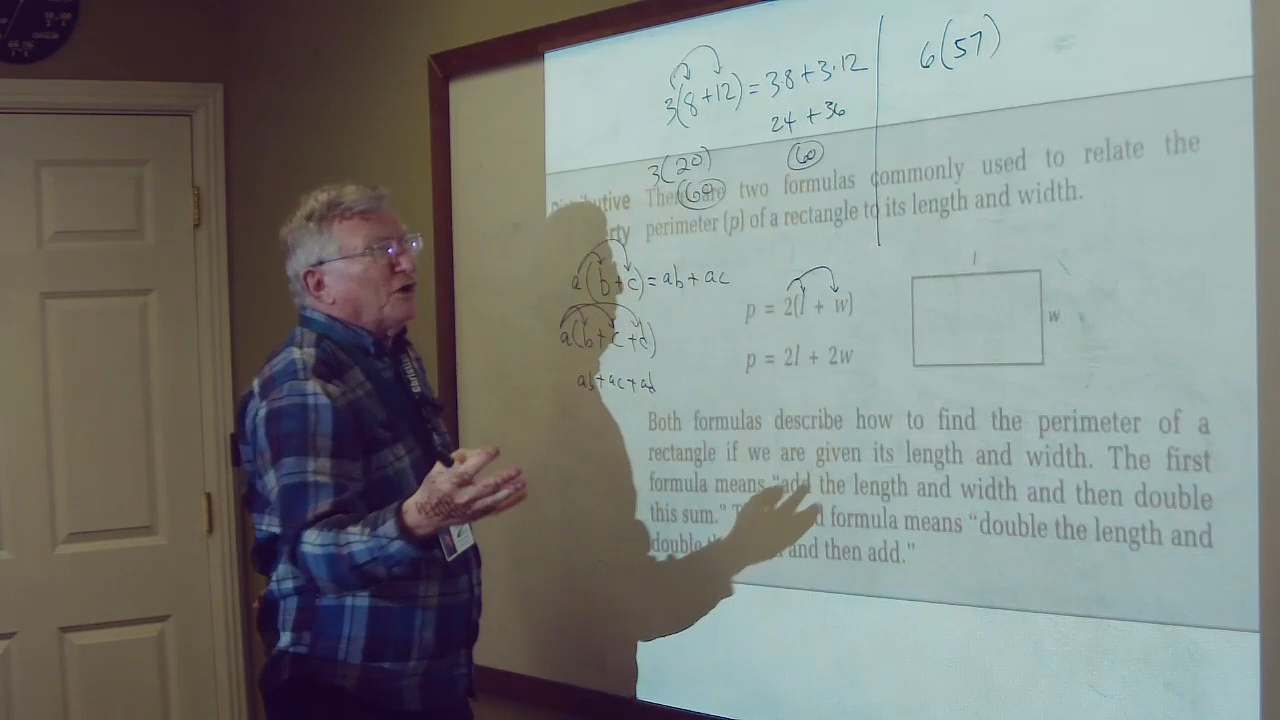 3(8+12) = 3·8 + 3·12
6(57)
24 + 36
3(20)
60
60
There are two formulas commonly used to relate the
perimeter (p) of a rectangle to its length and width.
a(b+c) = ab + ac
a(b+c+d)
ab+ac+ad
p = 2(l + w)
p = 2l + 2w
l
w
Both formulas describe how to find the perimeter of a
rectangle if we are given its length and width. The first
formula means “add the length and width and then double
this sum.” formula means “double the length and
double and then add.”